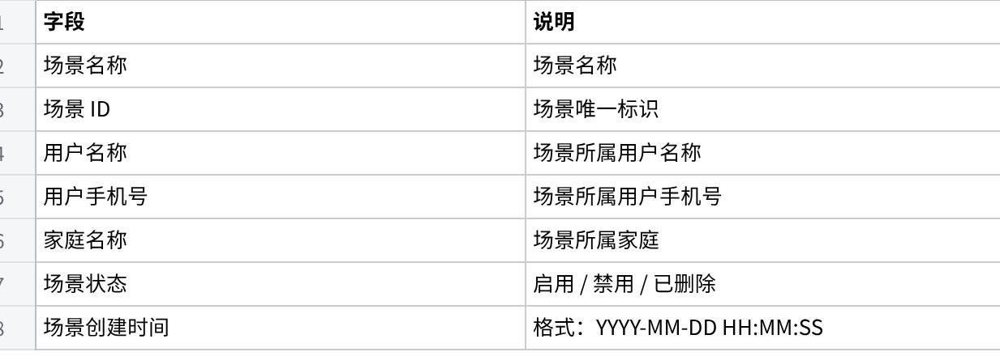 1 字段 说明
2 场景名称 场景名称
3 场景 ID 场景唯一标识
4 用户名称 场景所属用户名称
5 用户手机号 场景所属用户手机号
6 家庭名称 场景所属家庭
7 场景状态 启用 / 禁用 / 已删除
8 场景创建时间 格式：YYYY-MM-DD HH:MM:SS